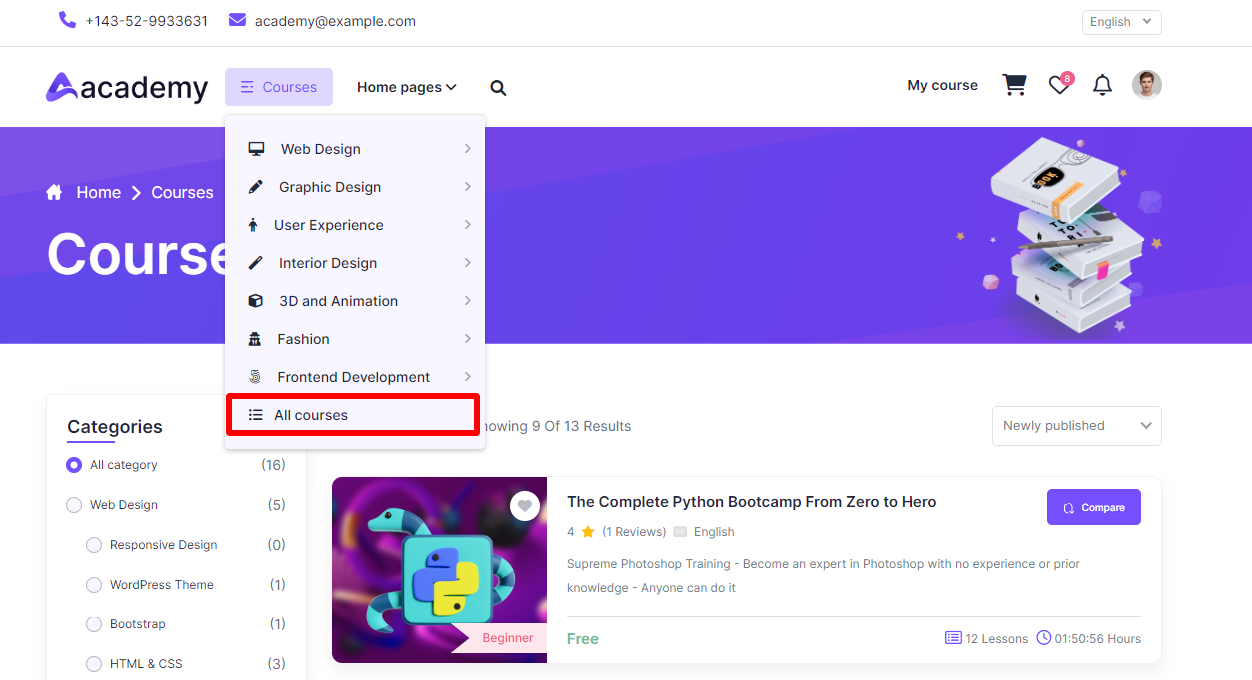 +143-52-9933631 academy@example.com English
academy Courses Home pages My course 8
Web Design
Graphic Design
User Experience
Interior Design
3D and Animation
Fashion
Frontend Development
All courses
Home Courses
Course
BOOK
Categories
All category (16)
Web Design (5)
Responsive Design (0)
WordPress Theme (1)
Bootstrap (1)
HTML & CSS (3)
howing 9 Of 13 Results
Newly published
The Complete Python Bootcamp From Zero to Hero
Compare
4 (1 Reviews) English
Supreme Photoshop Training - Become an expert in Photoshop with no experience or prior
knowledge - Anyone can do it
Beginner
Free
12 Lessons 01:50:56 Hours